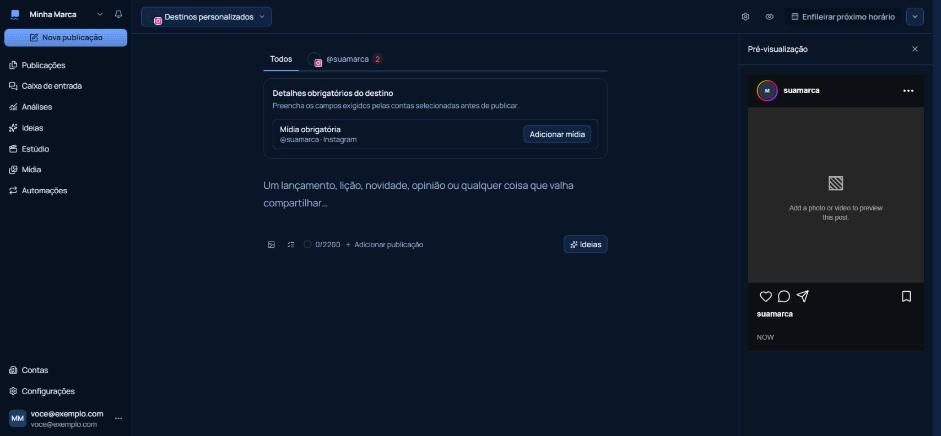 Minha Marca
Nova publicação
Publicações
Caixa de entrada
Análises
Ideias
Estúdio
Mídia
Automações
Contas
Configurações
MM
voce@exemplo.com
voce@exemplo.com
Destinos personalizados
Enfileirar próximo horário
Todos
@suamarca 2
Detalhes obrigatórios do destino
Preencha os campos exigidos pelas contas selecionadas antes de publicar.
Mídia obrigatória
@suamarca · Instagram
Adicionar mídia
Um lançamento, lição, novidade, opinião ou qualquer coisa que valha
compartilhar…
0/2200 + Adicionar publicação
Ideias
Pré-visualização
M
suamarca
Add a photo or video to preview
this post.
suamarca
NOW